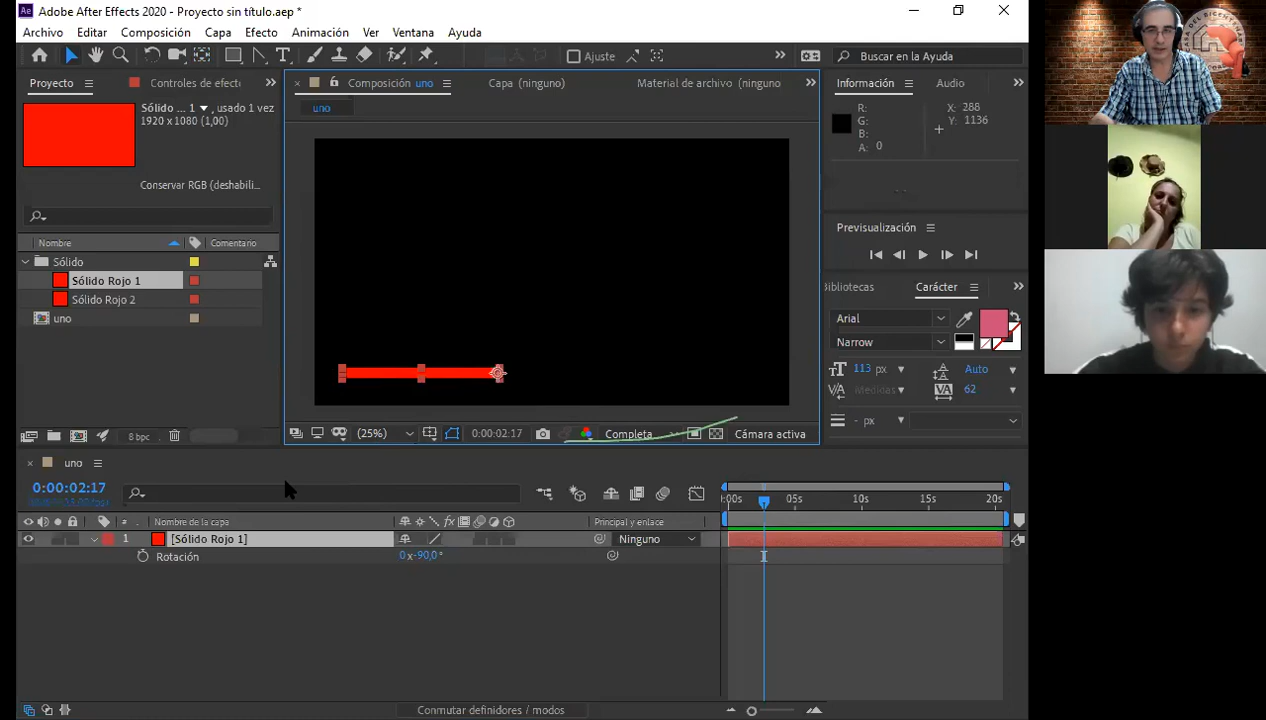 Ae Adobe After Effects 2020 - Proyecto sin título.aep *
Archivo Editar Composición Capa Efecto Animación Ver Ventana Ayuda
Ajuste
Buscar en la Ayuda
Proyecto
Controles de efect
Composición uno
Capa (ninguno)
Material de archivo (ninguno
Información
Audio
Sólido ... 1 , usado 1 vez
1920 x 1080 (1,00)
Conservar RGB (deshabili...
uno
R:
G:
B:
A: 0
X: 288
Y: 1136
Nombre
Comentario
Sólido
Sólido Rojo 1
Sólido Rojo 2
uno
Previsualización
Bibliotecas
Carácter
Arial
Narrow
113 px
Auto
62
- px
8 bpc
(25%)
0:00:02:17
Completa
Cámara activa
uno
0:00:02:17
:00s 05s 10s 15s 20s
# Nombre de la capa
fx
Principal y enlace
1 [Sólido Rojo 1]
Ninguno
Rotación
0 x-90,0 °
Conmutar definidores / modos